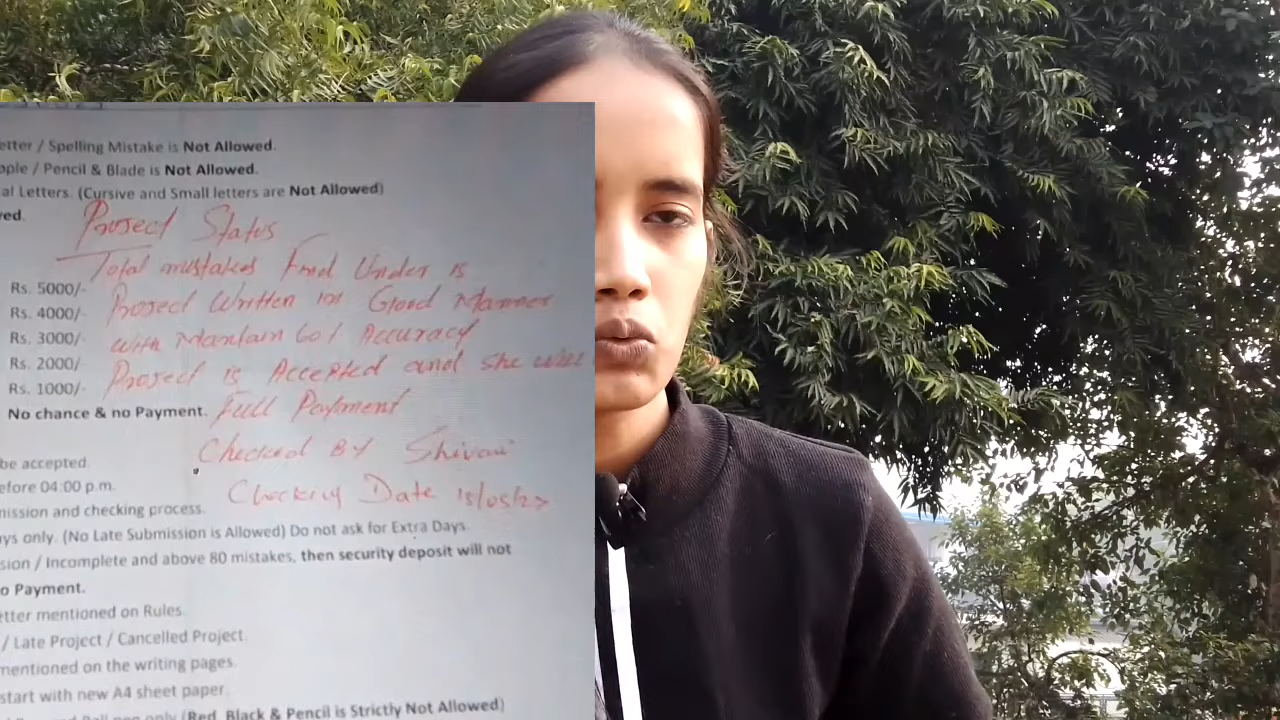 etter / Spelling Mistake is Not Allowed.
ople / Pencil & Blade is Not Allowed.
al Letters. (Cursive and Small letters are Not Allowed)
red.
Project Status
Total mistakes Found Under is
Rs. 5000/-
Project Written in Good Manner
Rs. 4000/-
with Mantain 60% Accuracy
Rs. 3000/-
Project is Accepted and she will
Rs. 2000/-
Rs. 1000/-
Full Payment
No chance & no Payment.
Checked By
be accepted.
Checking Date
efore 04:00 p.m.
mission and checking process.
ys only. (No Late Submission is Allowed) Do not ask for Extra Days.
sion / Incomplete and above 80 mistakes, then security deposit will not
o Payment.
etter mentioned on Rules.
/ Late Project / Cancelled Project.
mentioned on the writing pages.
start with new A4 sheet paper.
Ball pen only (Red, Black & Pencil is Strictly Not Allowed)